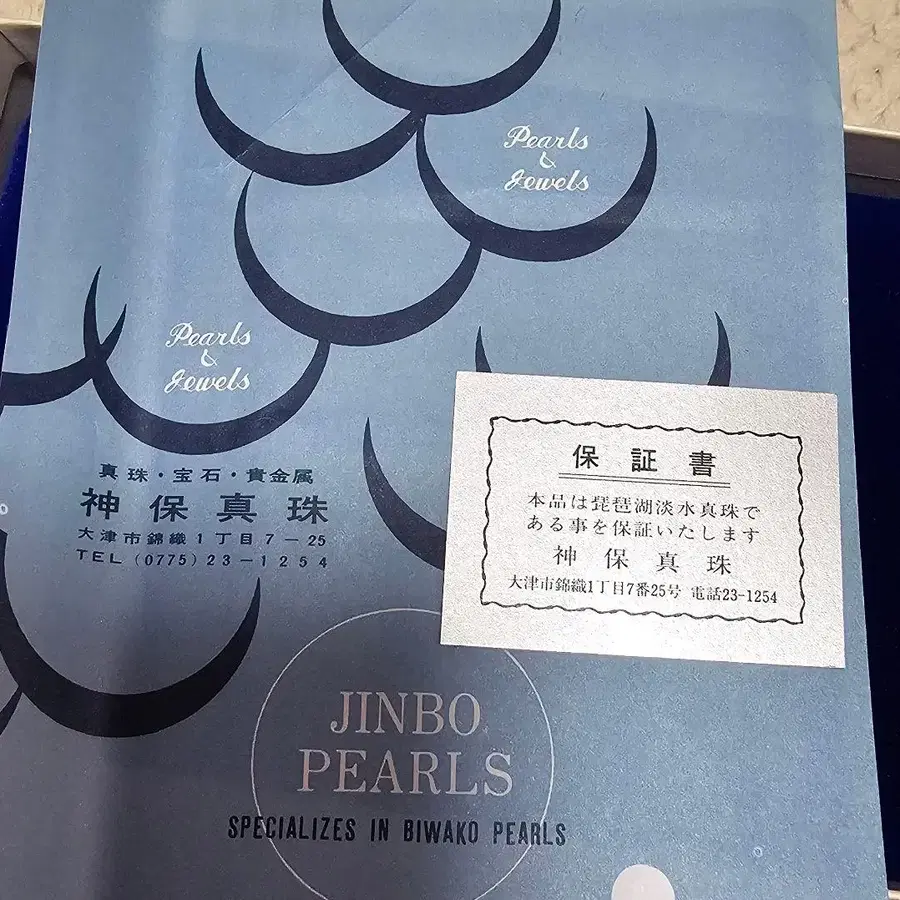 Pearls
&
Jewels
Pearls
&
Jewels
真珠・宝石・貴金属
神保真珠
大津市錦織1丁目7-25
TEL (0775) 23-1254
保証書
本品は琵琶湖淡水真珠で
ある事を保証いたします
神保真珠
大津市錦織1丁目7番25号 電話23-1254
JINBO
PEARLS
SPECIALIZES IN BIWAKO PEARLS